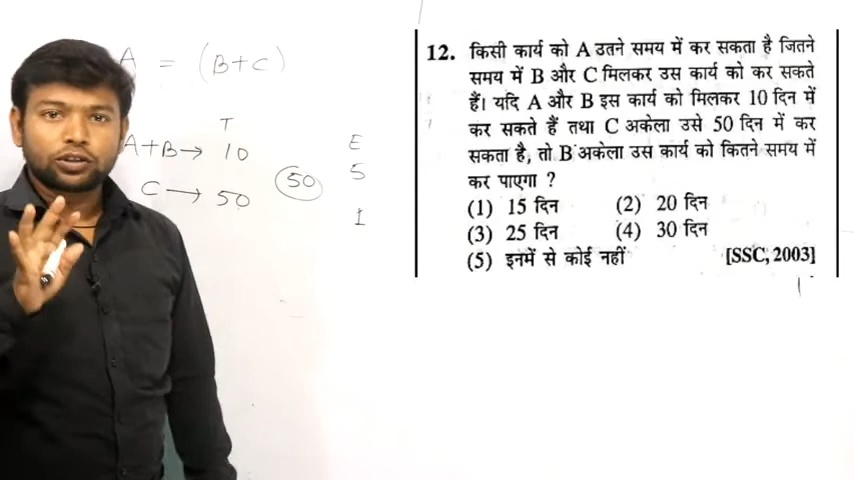 A = (B+C)
T
A+B→ 10
E
C → 50
50
5
1
12. किसी कार्य को A उतने समय में कर सकता है जितने
समय में B और C मिलकर उस कार्य को कर सकते
हैं। यदि A और B इस कार्य को मिलकर 10 दिन में
कर सकते हैं तथा C अकेला उसे 50 दिन में कर
सकता है, तो B अकेला उस कार्य को कितने समय में
कर पाएगा ?
(1) 15 दिन (2) 20 दिन
(3) 25 दिन (4) 30 दिन
(5) इनमें से कोई नहीं [SSC, 2003]